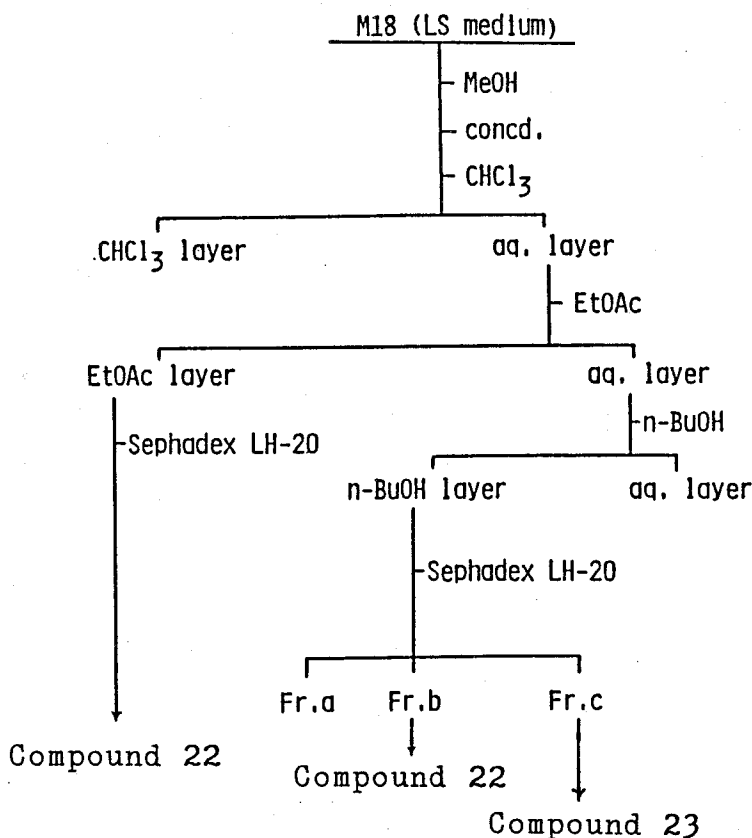 M18 (LS medium)
MeOH
concd.
CHCl3
.CHCl3 layer
aq. layer
EtOAc
EtOAc layer
aq. layer
n-BuOH
Sephadex LH-20
n-BuOH layer
aq. layer
Sephadex LH-20
Fr.a
Fr.b
Fr.c
Compound 22
Compound 22
Compound 23